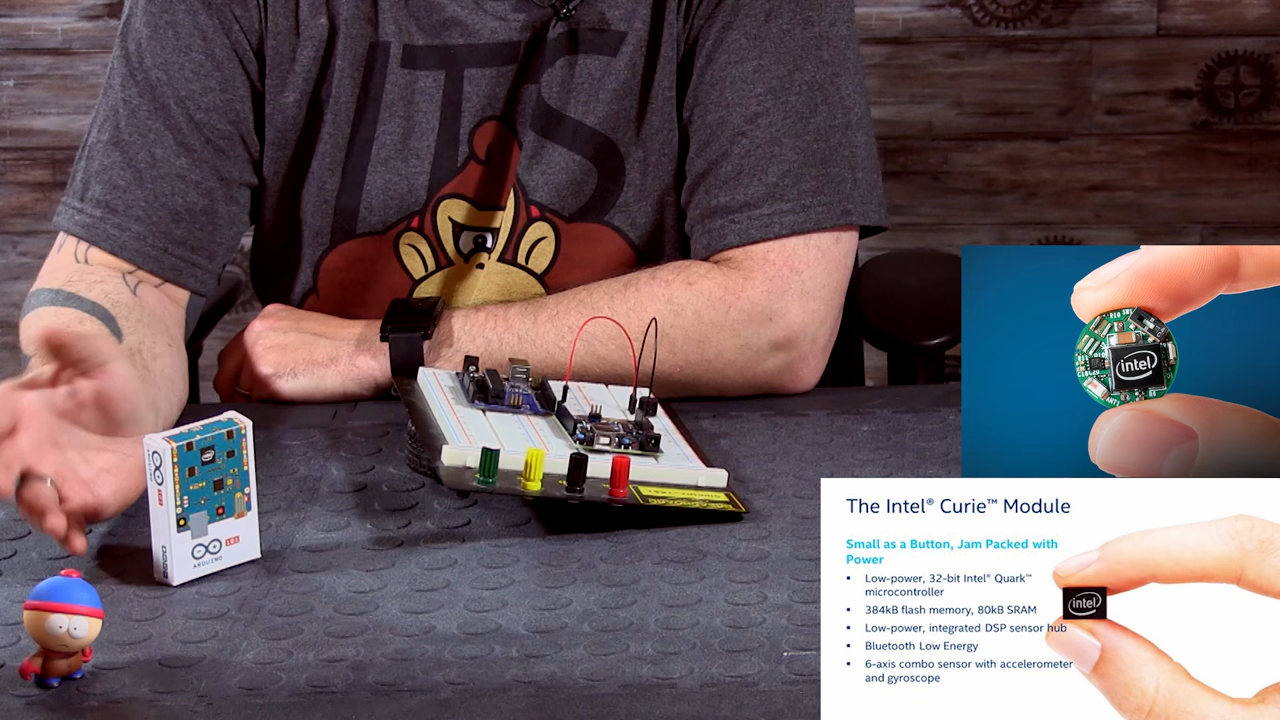 ITS
ARDUINO
101
intel
The Intel® Curie™ Module
Small as a Button, Jam Packed with
Power
▪ Low-power, 32-bit Intel® Quark™
microcontroller
▪ 384kB flash memory, 80kB SRAM
▪ Low-power, integrated DSP sensor hub
▪ Bluetooth Low Energy
▪ 6-axis combo sensor with accelerometer
and gyroscope
intel